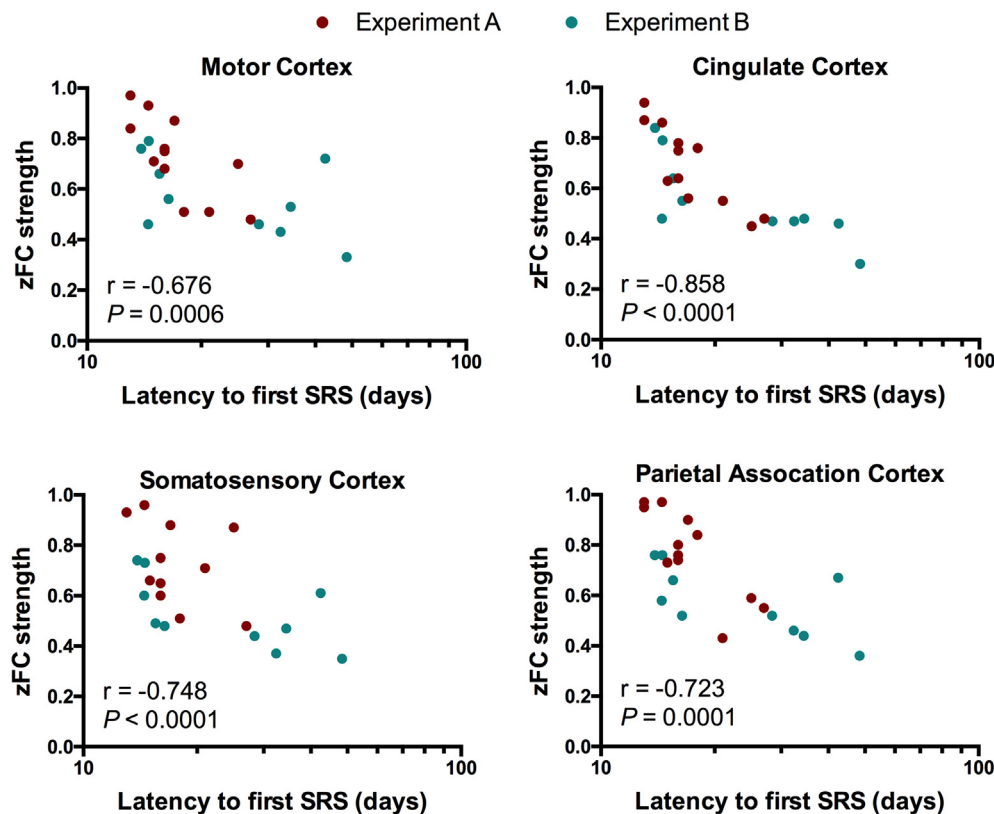 Experiment A Experiment B
Motor Cortex
1.0
0.8
0.6
0.4
0.2
0.0
zFC strength
r = -0.676
P = 0.0006
10 100
Latency to first SRS (days)
Cingulate Cortex
1.0
0.8
0.6
0.4
0.2
0.0
zFC strength
r = -0.858
P < 0.0001
10 100
Latency to first SRS (days)
Somatosensory Cortex
1.0
0.8
0.6
0.4
0.2
0.0
zFC strength
r = -0.748
P < 0.0001
10 100
Latency to first SRS (days)
Parietal Assocation Cortex
1.0
0.8
0.6
0.4
0.2
0.0
zFC strength
r = -0.723
P = 0.0001
10 100
Latency to first SRS (days)